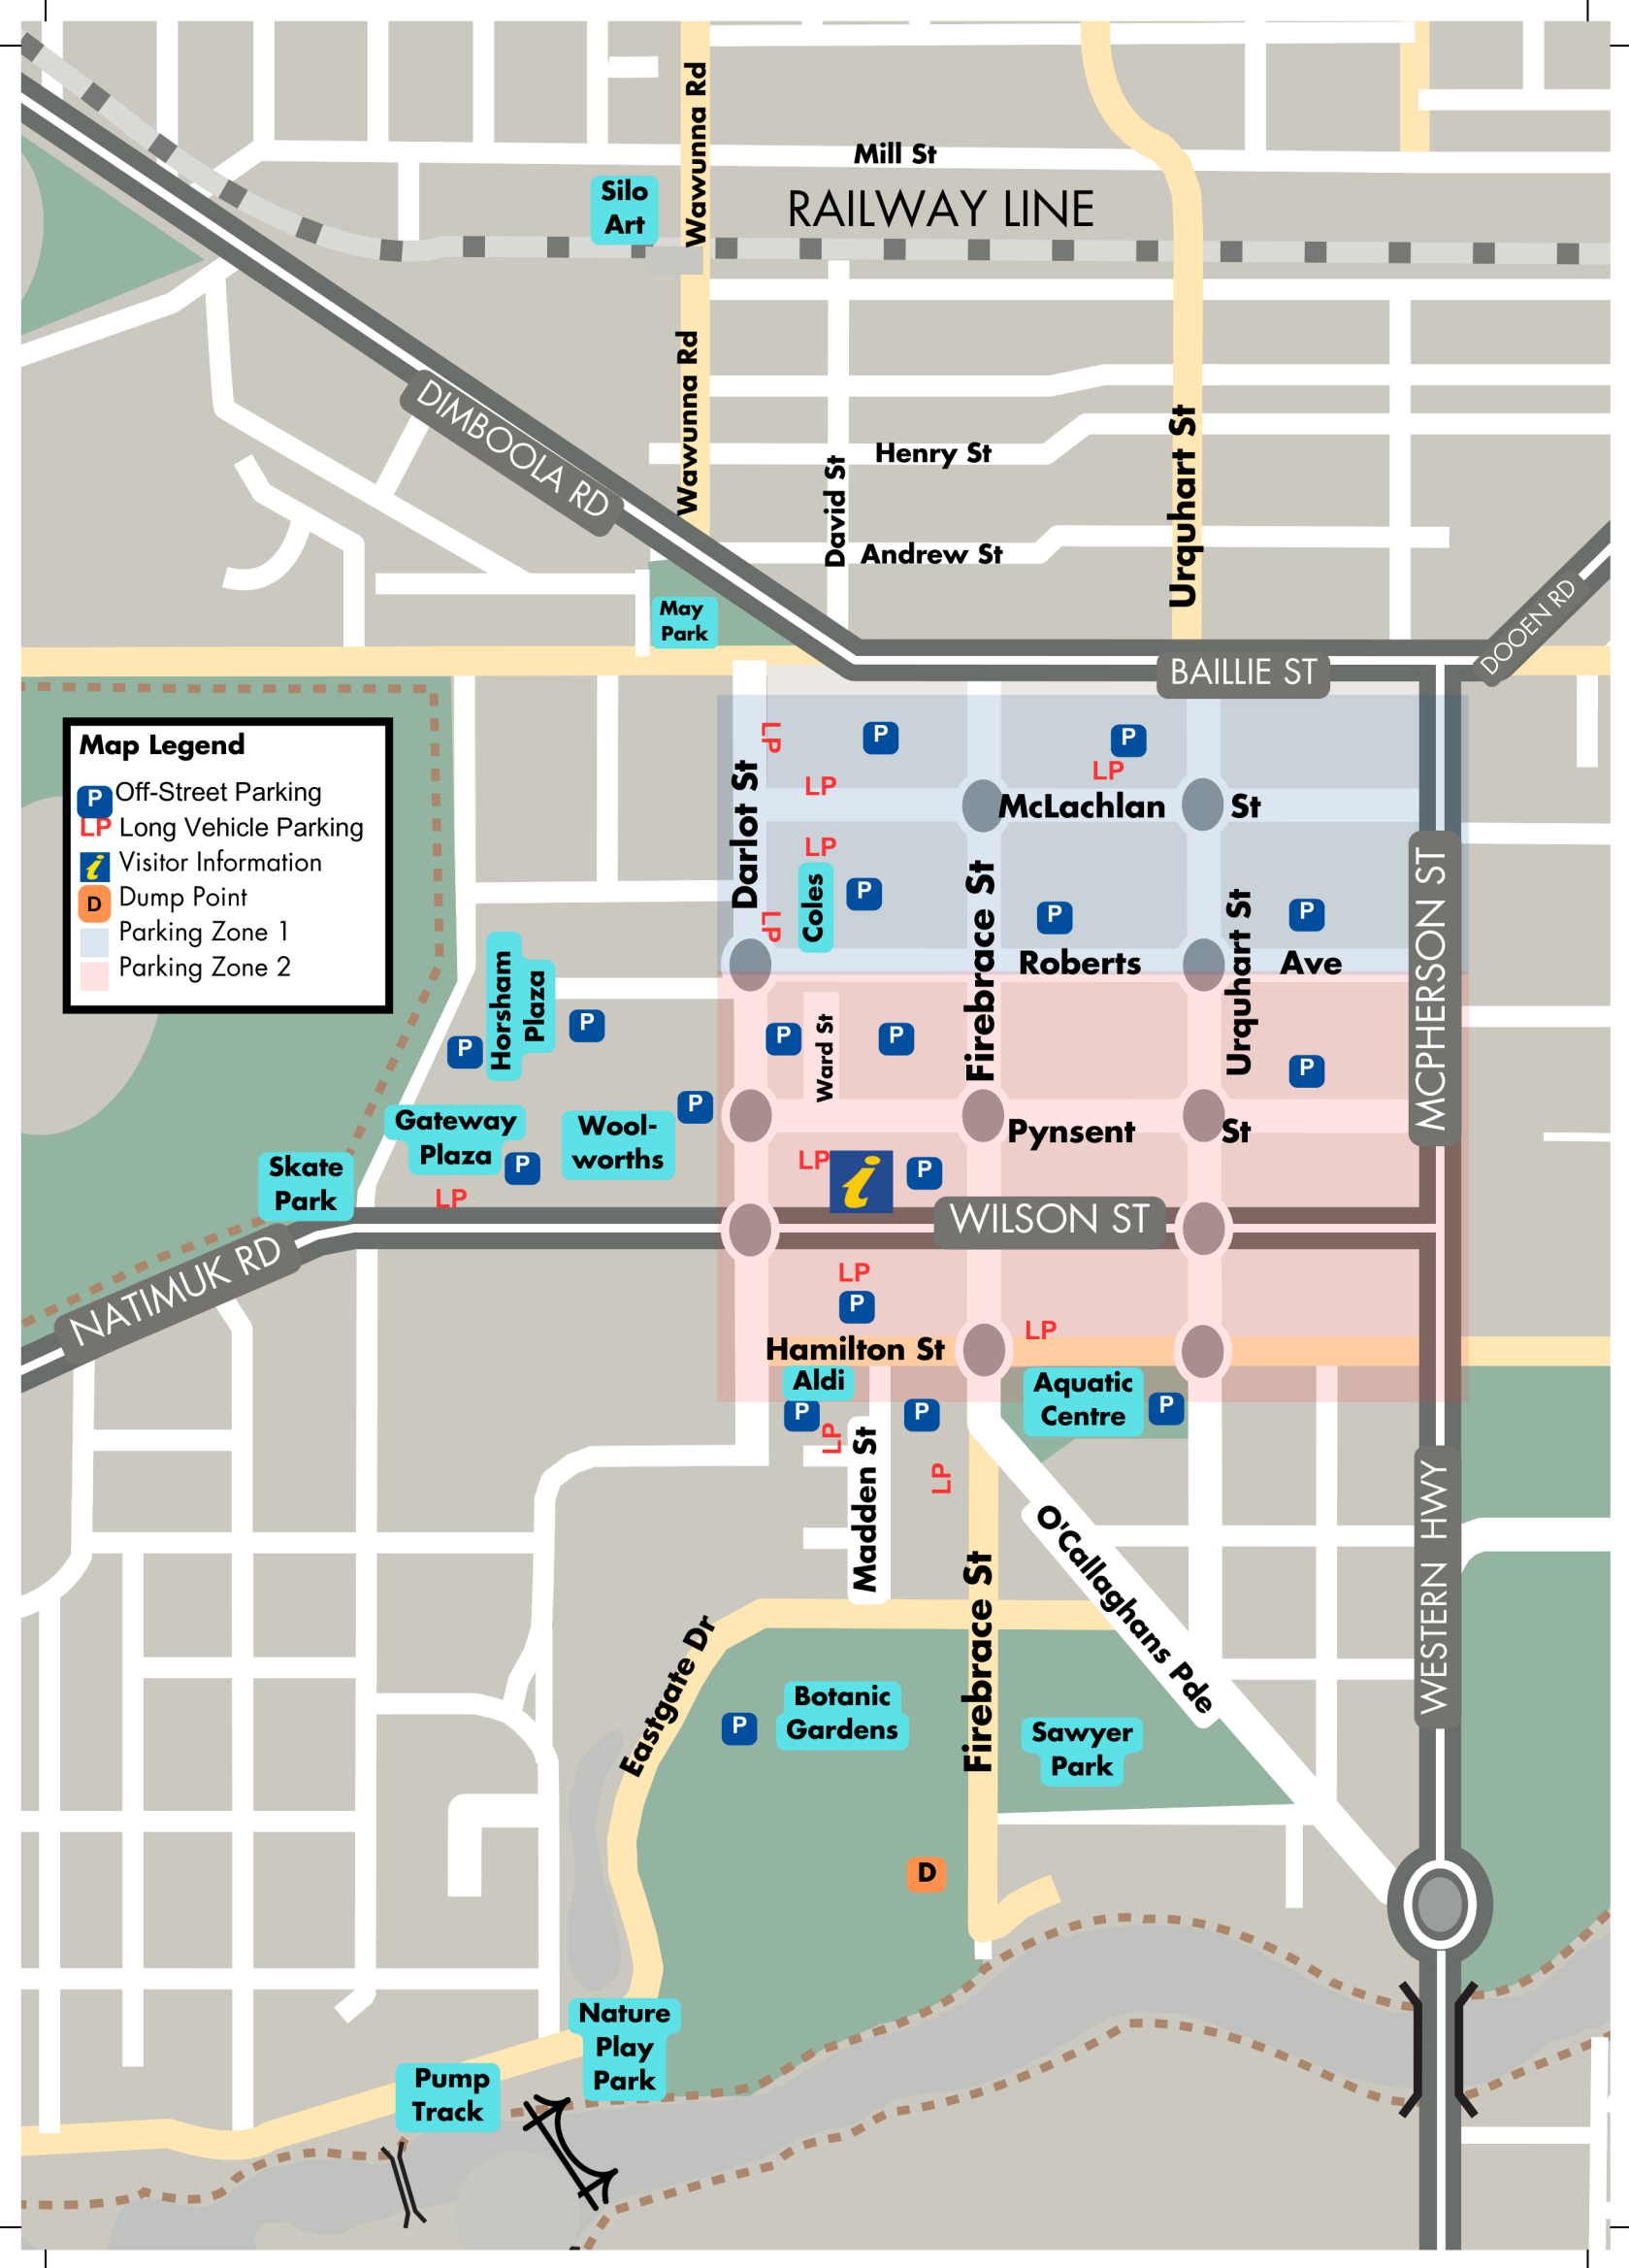 Wawunna Rd
Mill St
Silo
Art
RAILWAY LINE
Wawunna Rd
DIMBOOLA RD
Henry St
David St
Andrew St
Urquhart St
May
Park
DOOEN RD
BAILLIE ST
Map Legend
P Off-Street Parking
LP Long Vehicle Parking
i Visitor Information
D Dump Point
Parking Zone 1
Parking Zone 2
LP
P
P
LP
LP
McLachlan St
Darlot St
LP
Coles
P
LP
Firebrace St
P
P
Roberts Ave
Urquhart St
MCPHERSON ST
Horsham
Plaza
P
P
P
Ward St
P
P
P
Gateway
Plaza
P
Wool-
worths
Pynsent St
Skate
Park
LP
LP
i
P
WILSON ST
NATIMUK RD
LP
P
LP
Hamilton St
Aldi
P
LP
P
Aquatic
Centre
P
Madden St
LP
WESTERN HWY
O'Callaghans Pde
Firebrace St
Eastgate Dr
P
Botanic
Gardens
Sawyer
Park
D
Nature
Play
Park
Pump
Track